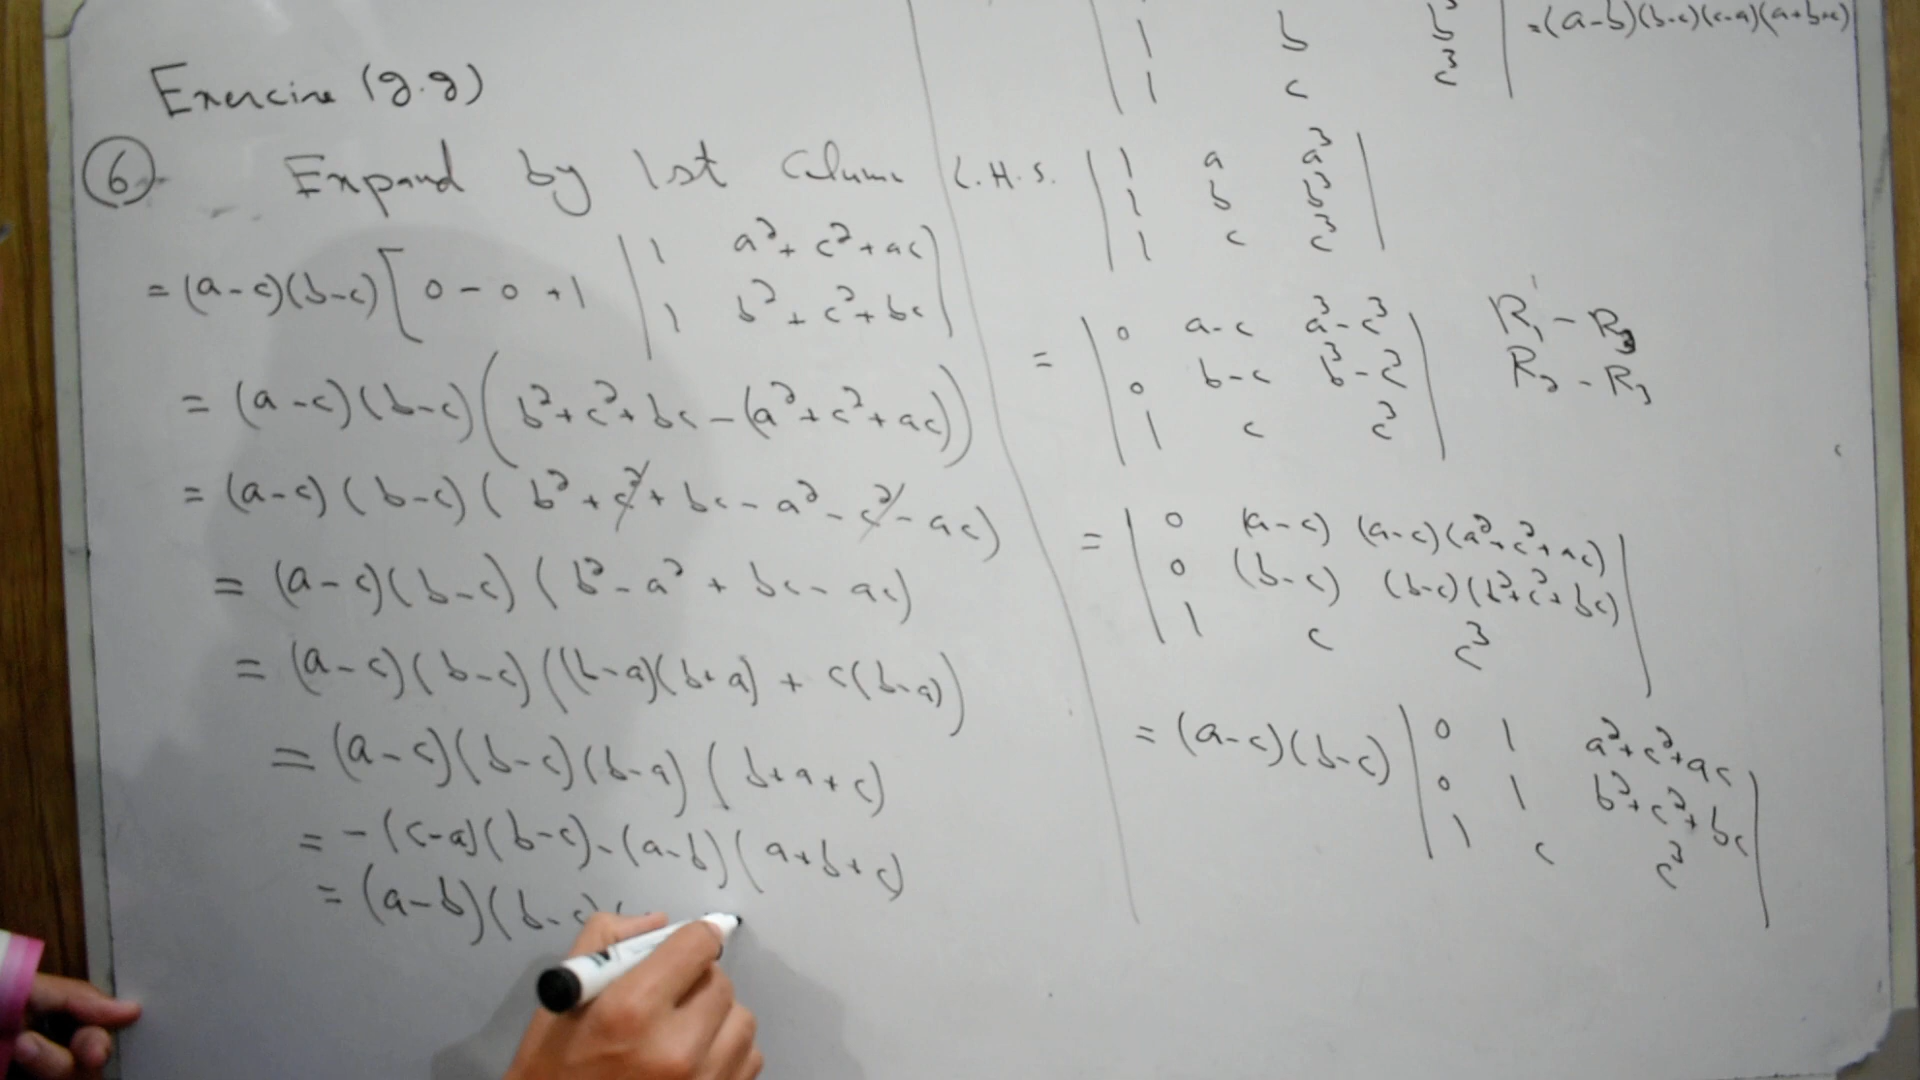 Exercise (9.9)
6. Expand by 1st Column
= (a-c)(b-c)[0 - 0 + 1 | 1 a²+c²+ac |
| 1 b²+c²+bc |
= (a-c)(b-c)(b²+c²+bc-(a²+c²+ac))
= (a-c)(b-c)(b²+c²+bc-a²-c²-ac)
= (a-c)(b-c)(b²-a²+bc-ac)
= (a-c)(b-c)((b-a)(b+a)+c(b-a))
= (a-c)(b-c)(b-a)(b+a+c)
= -(c-a)(b-c)-(a-b)(a+b+c)
= (a-b)(b-c)(
| 1 b b³ | =(a-b)(b-c)(c-a)(a+b+c)
| 1 c c³ |
L.H.S. | 1 a a³ |
| 1 b b³ |
| 1 c c³ |
= | 0 a-c a³-c³ | R₁-R₃
| 0 b-c b³-c³ | R₂-R₃
| 1 c c³ |
= | 0 (a-c) (a-c)(a²+c²+ac) |
| 0 (b-c) (b-c)(b²+c²+bc) |
| 1 c c³ |
= (a-c)(b-c) | 0 1 a²+c²+ac |
| 0 1 b²+c²+bc |
| 1 c c³ |